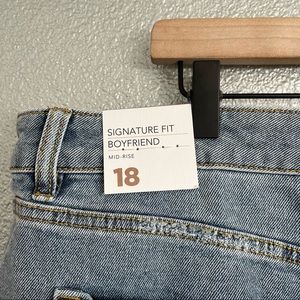 SIGNATURE FIT
BOYFRIEND
MID-RISE
18